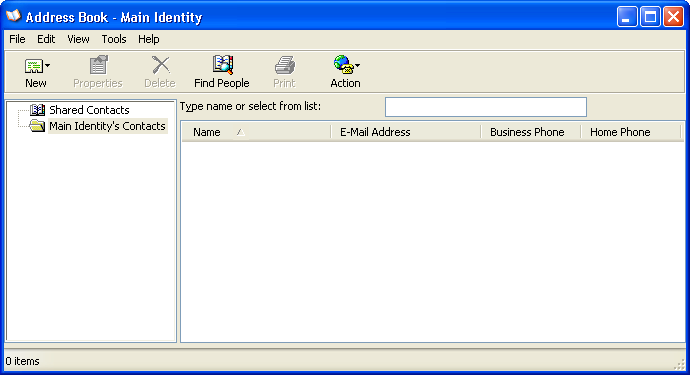 Address Book - Main Identity
File Edit View Tools Help
New Properties Delete Find People Print Action
Shared Contacts
Main Identity's Contacts
Type name or select from list:
Name E-Mail Address Business Phone Home Phone
0 items